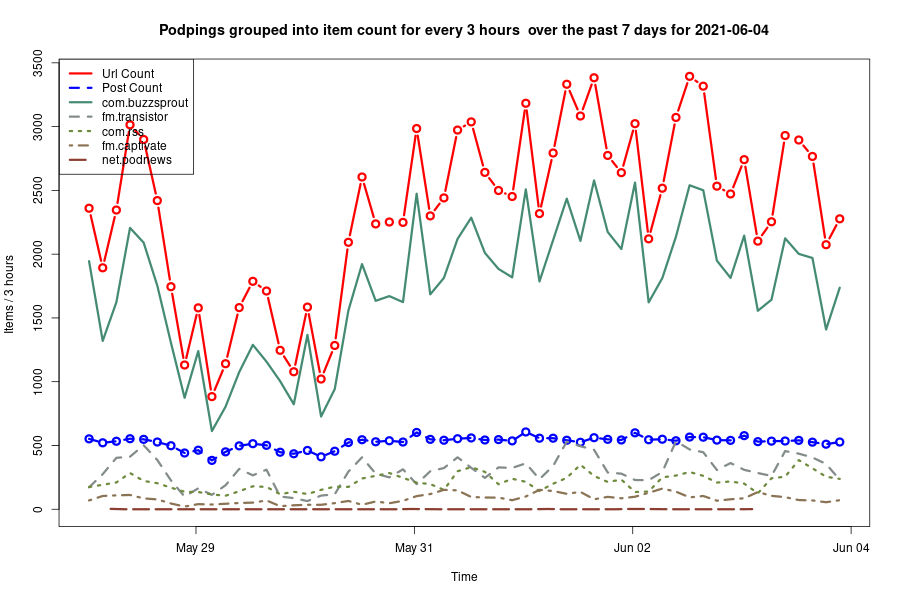 Podpings grouped into item count for every 3 hours  over the past 7 days for 2021-06-04
Url Count
Post Count
com.buzzsprout
fm.transistor
com.rss
fm.captivate
net.podnews
3500
3000
2500
2000
1500
1000
500
0
Items / 3 hours
May 29
May 31
Jun 02
Jun 04
Time